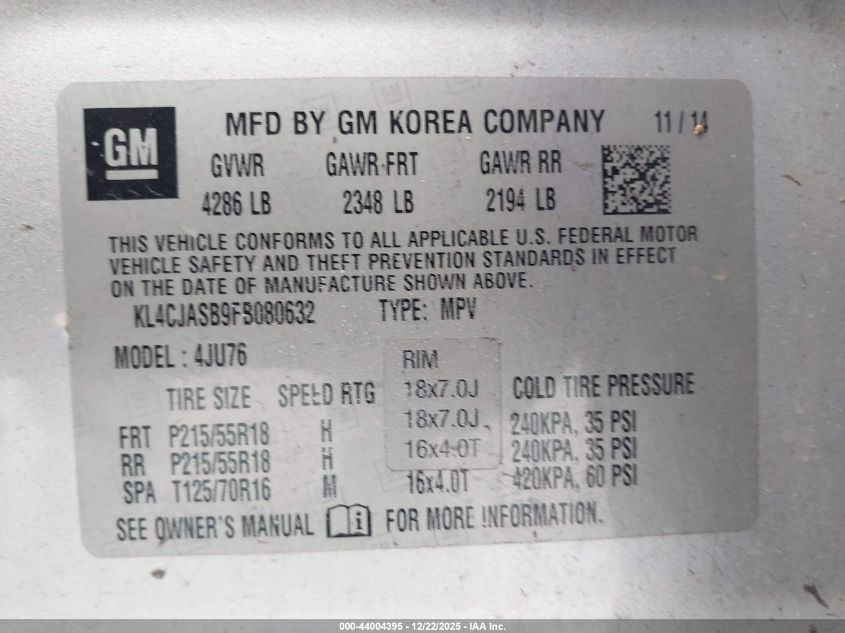 GM
MFD BY GM KOREA COMPANY 11/14
GVWR GAWR FRT GAWR RR
4286 LB 2348 LB 2194 LB
THIS VEHICLE CONFORMS TO ALL APPLICABLE U.S. FEDERAL MOTOR
VEHICLE SAFETY AND THEFT PREVENTION STANDARDS IN EFFECT
ON THE DATE OF MANUFACTURE SHOWN ABOVE.
KL4CJASB9FB080632 TYPE: MPV
MODEL : 4JU76
RIM
TIRE SIZE SPEED RTG 18x7.0J COLD TIRE PRESSURE
FRT P215/55R18 H 18x7.0J 240KPA, 35 PSI
RR P215/55R18 H 16x4.0T 240KPA, 35 PSI
SPA T125/70R16 M 16x4.0T 420KPA, 60 PSI
SEE OWNER'S MANUAL i FOR MORE INFORMATION.
000-44004395 - 12/22/2025 - IAA Inc.